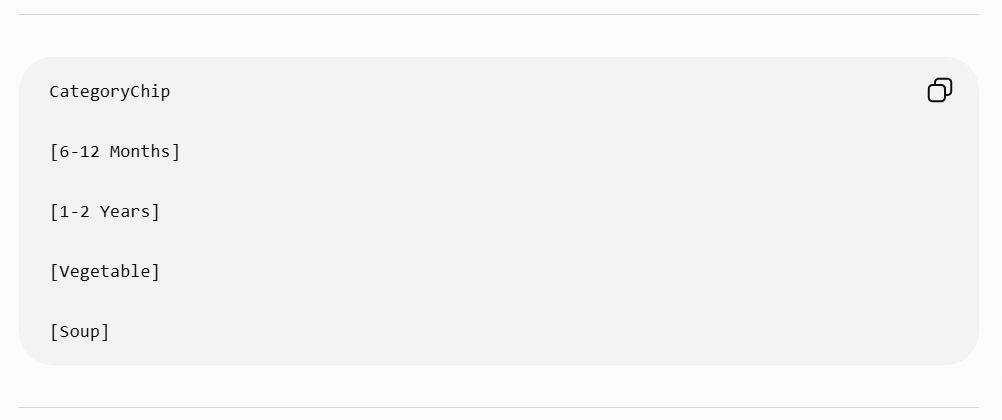 CategoryChip
[6-12 Months]
[1-2 Years]
[Vegetable]
[Soup]